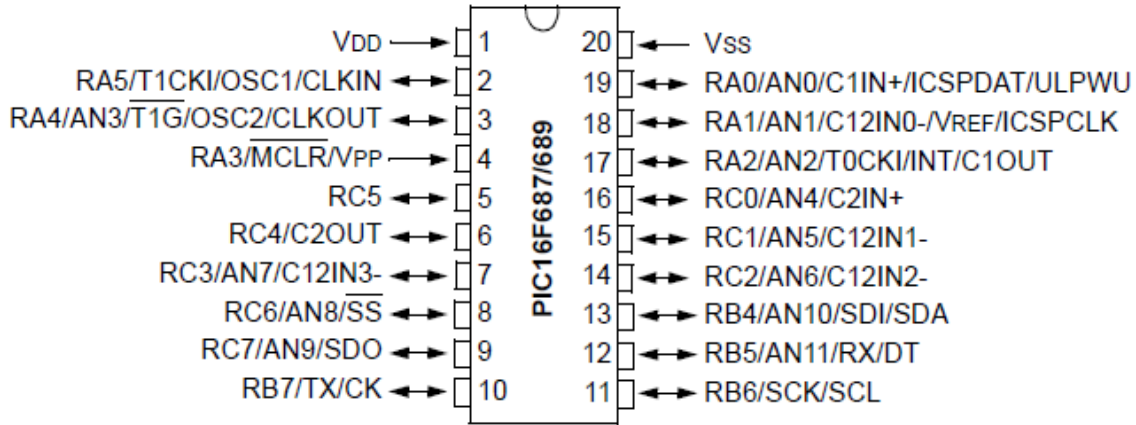 VDD 1 20 VSS
RA5/T1CKI/OSC1/CLKIN 2 19 RA0/AN0/C1IN+/ICSPDAT/ULPWU
RA4/AN3/T1G/OSC2/CLKOUT 3 18 RA1/AN1/C12IN0-/VREF/ICSPCLK
RA3/MCLR/VPP 4 17 RA2/AN2/T0CKI/INT/C1OUT
RC5 5 16 RC0/AN4/C2IN+
RC4/C2OUT 6 15 RC1/AN5/C12IN1-
RC3/AN7/C12IN3- 7 14 RC2/AN6/C12IN2-
RC6/AN8/SS 8 13 RB4/AN10/SDI/SDA
RC7/AN9/SDO 9 12 RB5/AN11/RX/DT
RB7/TX/CK 10 11 RB6/SCK/SCL
PIC16F687/689